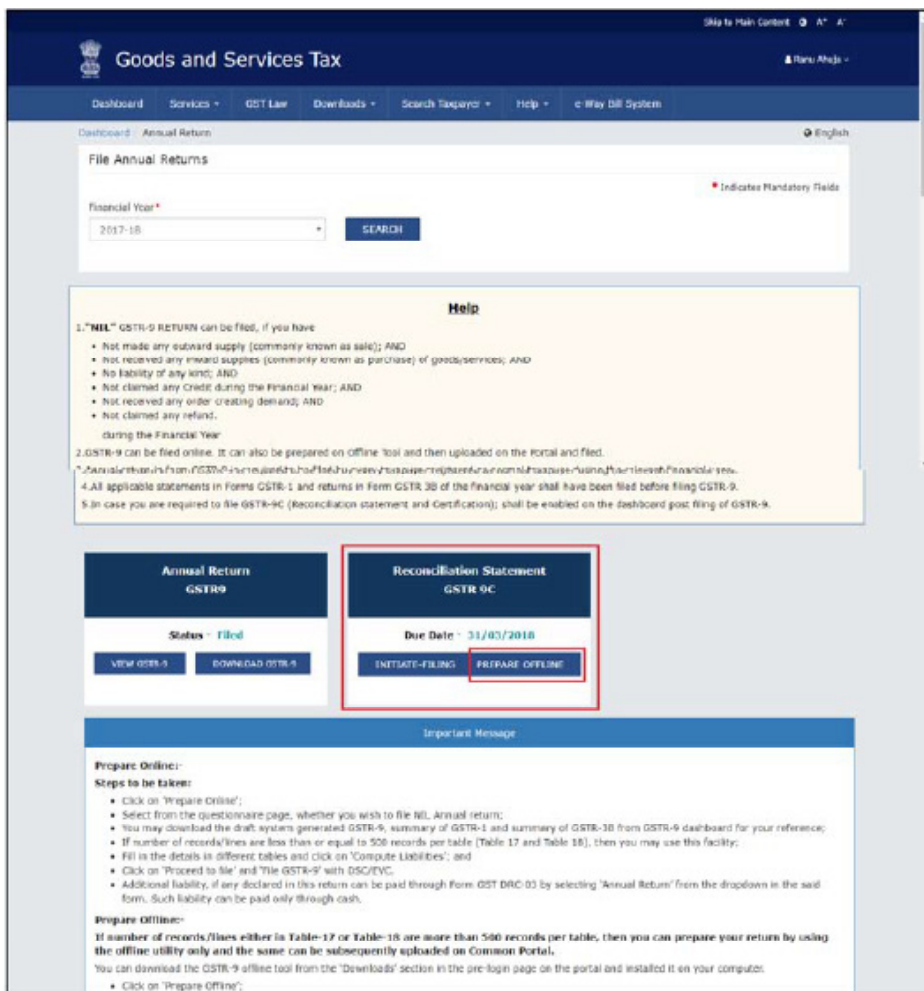 Skip to Main Content A+ A-
Goods and Services Tax
Ranu Ahuja
Dashboard Services GST Law Downloads Search Taxpayer Help e-Way Bill System
Dashboard Annual Return English
File Annual Returns
• Indicates Mandatory Fields
Financial Year•
2017-18 SEARCH
Help
1."NIL" GSTR-9 RETURN can be filed, if you have
• Not made any outward supply (commonly known as sale); AND
• Not received any inward supplies (commonly known as purchase) of goods/services; AND
• No liability of any kind; AND
• Not claimed any Credit during the Financial Year; AND
• Not received any order creating demand; AND
• Not claimed any refund.
during the Financial Year
2.GSTR-9 can be filed online. It can also be prepared on Offline Tool and then uploaded on the Portal and filed.
4.All applicable statements in Forms GSTR-1 and returns in Form GSTR 3B of the financial year shall have been filed before filing GSTR-9.
5.In case you are required to file GSTR-9C (Reconciliation statement and Certification); shall be enabled on the dashboard post filing of GSTR-9.
Annual Return
GSTR9
Status - Filed
VIEW GSTR-9 DOWNLOAD GSTR-9
Reconciliation Statement
GSTR 9C
Due Date - 31/03/2018
INITIATE-FILING PREPARE OFFLINE
Important Message
Prepare Online:-
Steps to be taken:
• Click on 'Prepare Online';
• Select from the questionnaire page, whether you wish to file NIL Annual return;
• You may download the draft system generated GSTR-9, summary of GSTR-1 and summary of GSTR-3B from GSTR-9 dashboard for your reference;
• If number of records/lines are less than or equal to 500 records per table (Table 17 and Table 18), then you may use this facility;
• Fill in the details in different tables and click on 'Compute Liabilities'; and
• Click on 'Proceed to file' and 'File GSTR-9' with DSC/EVC.
• Additional liability, if any declared in this return can be paid through Form GST DRC-03 by selecting 'Annual Return' from the dropdown in the said
form. Such liability can be paid only through cash.
Prepare Offline:-
If number of records/lines either in Table-17 or Table-18 are more than 500 records per table, then you can prepare your return by using
the offline utility only and the same can be subsequently uploaded on Common Portal.
You can download the GSTR-9 offline tool from the 'Downloads' section in the pre-login page on the portal and installed it on your computer.
• Click on 'Prepare Offline';